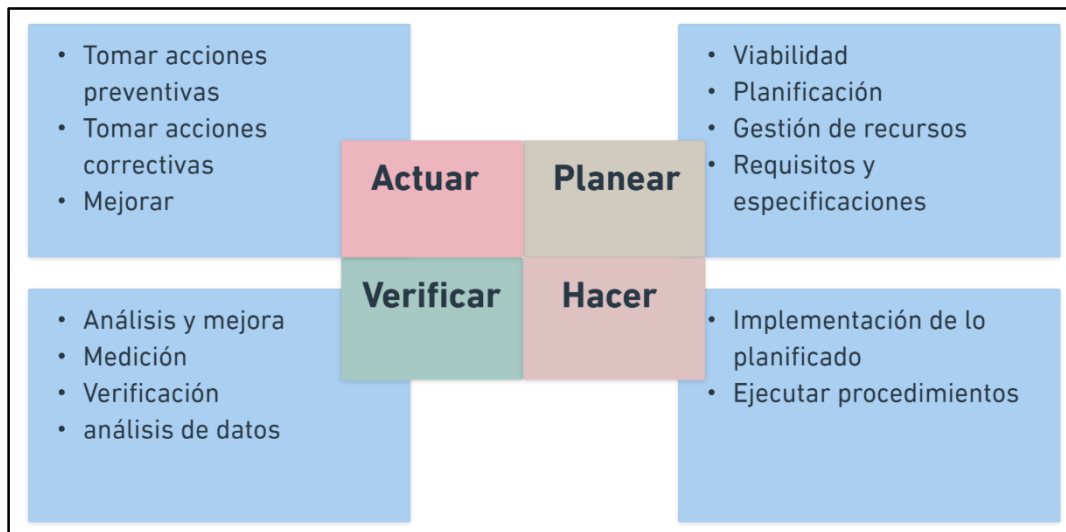 • Tomar acciones
preventivas
• Tomar acciones
correctivas
• Mejorar
• Viabilidad
• Planificación
• Gestión de recursos
• Requisitos y
especificaciones
Actuar
Planear
Verificar
Hacer
• Análisis y mejora
• Medición
• Verificación
• análisis de datos
• Implementación de lo
planificado
• Ejecutar procedimientos